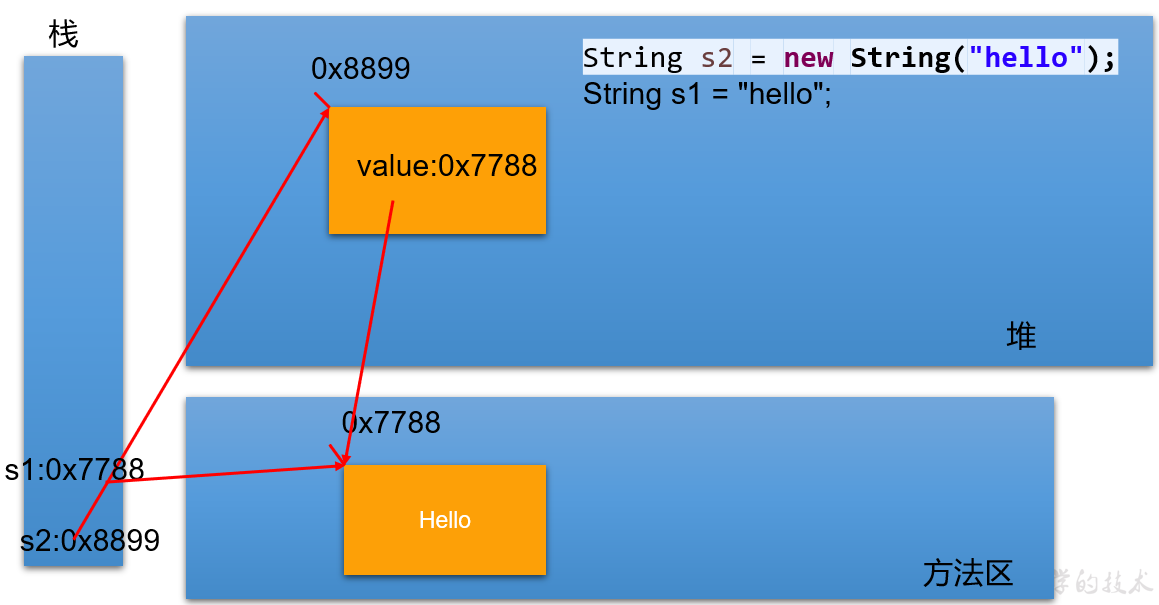 栈
0x8899
String s2 = new String("hello");
String s1 = "hello";
value:0x7788
堆
0x7788
s1:0x7788
Hello
s2:0x8899
方法区
学的技术